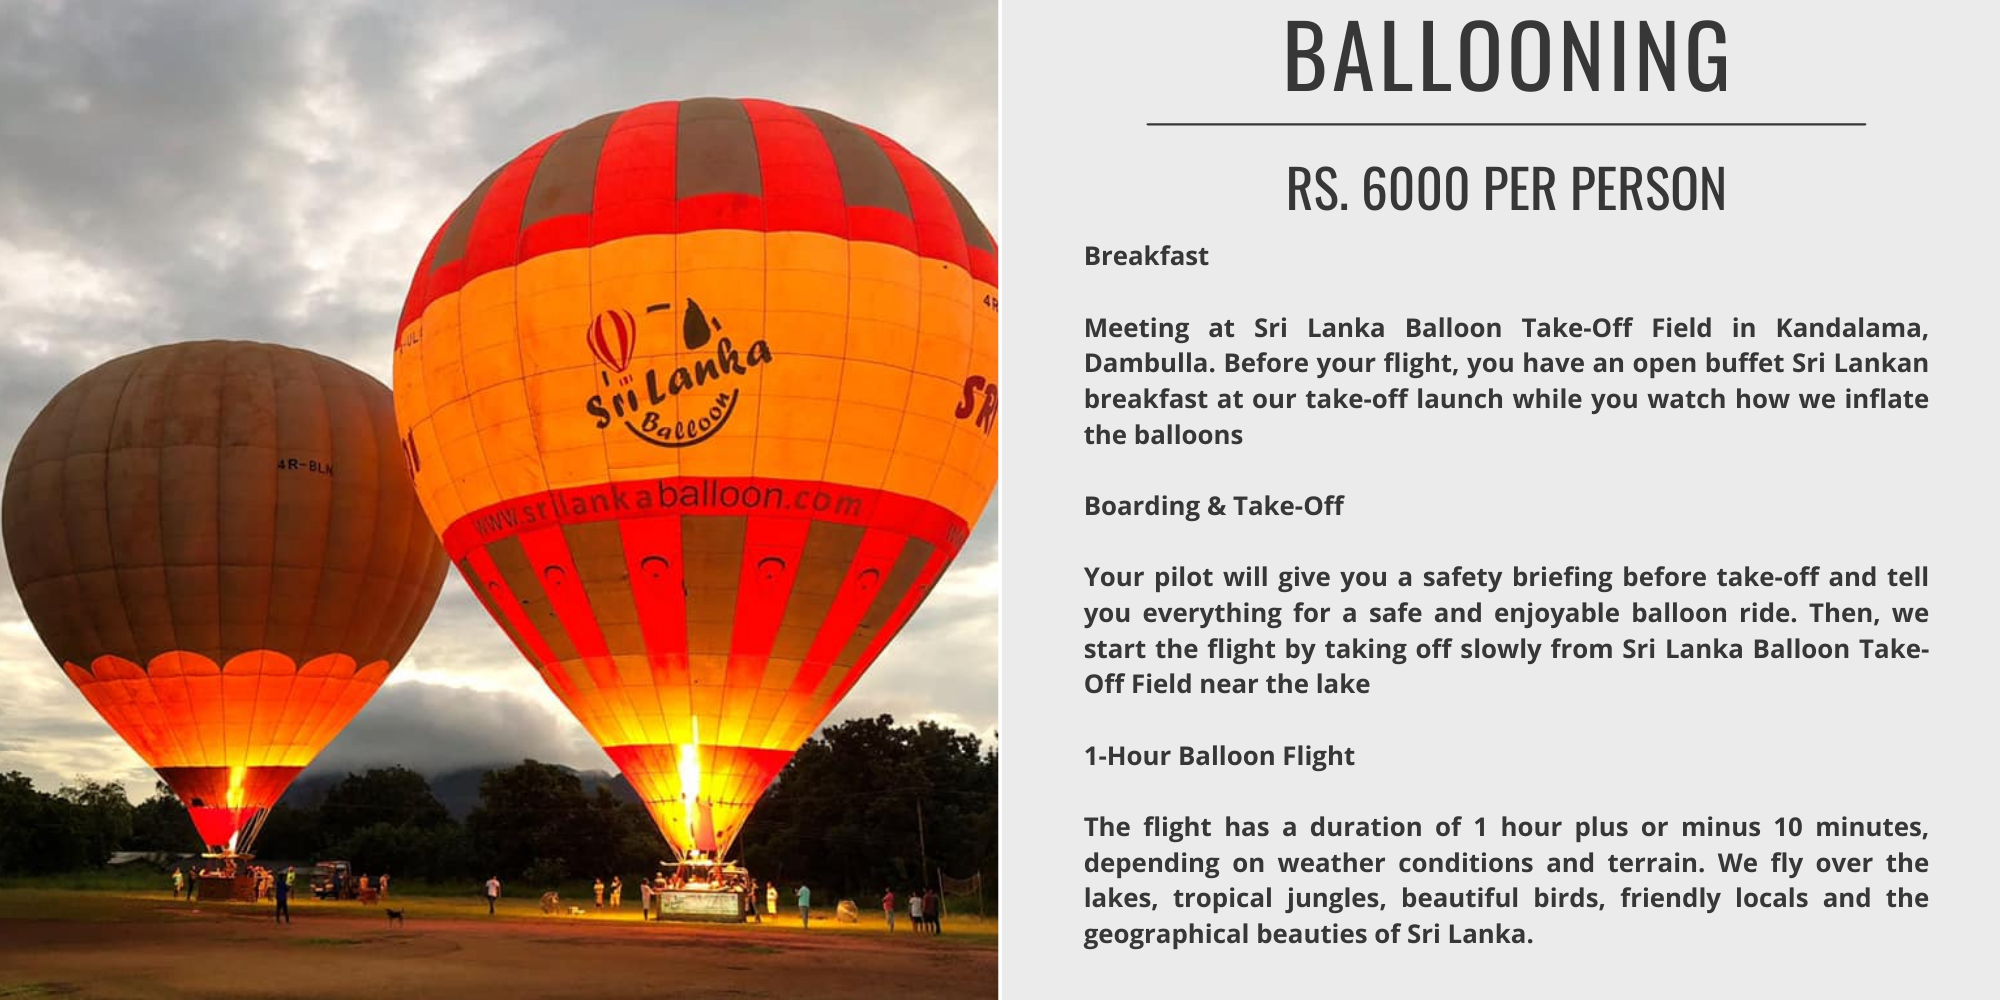 BALLOONING
RS. 6000 PER PERSON
Breakfast
Meeting at Sri Lanka Balloon Take-Off Field in Kandalama,
Dambulla. Before your flight, you have an open buffet Sri Lankan
breakfast at our take-off launch while you watch how we inflate
the balloons
Boarding & Take-Off
Your pilot will give you a safety briefing before take-off and tell
you everything for a safe and enjoyable balloon ride. Then, we
start the flight by taking off slowly from Sri Lanka Balloon Take-
Off Field near the lake
1-Hour Balloon Flight
The flight has a duration of 1 hour plus or minus 10 minutes,
depending on weather conditions and terrain. We fly over the
lakes, tropical jungles, beautiful birds, friendly locals and the
geographical beauties of Sri Lanka.
Sri Lanka
Balloon
www.srilankaballoon.com
4R-BLN
4R
SRI